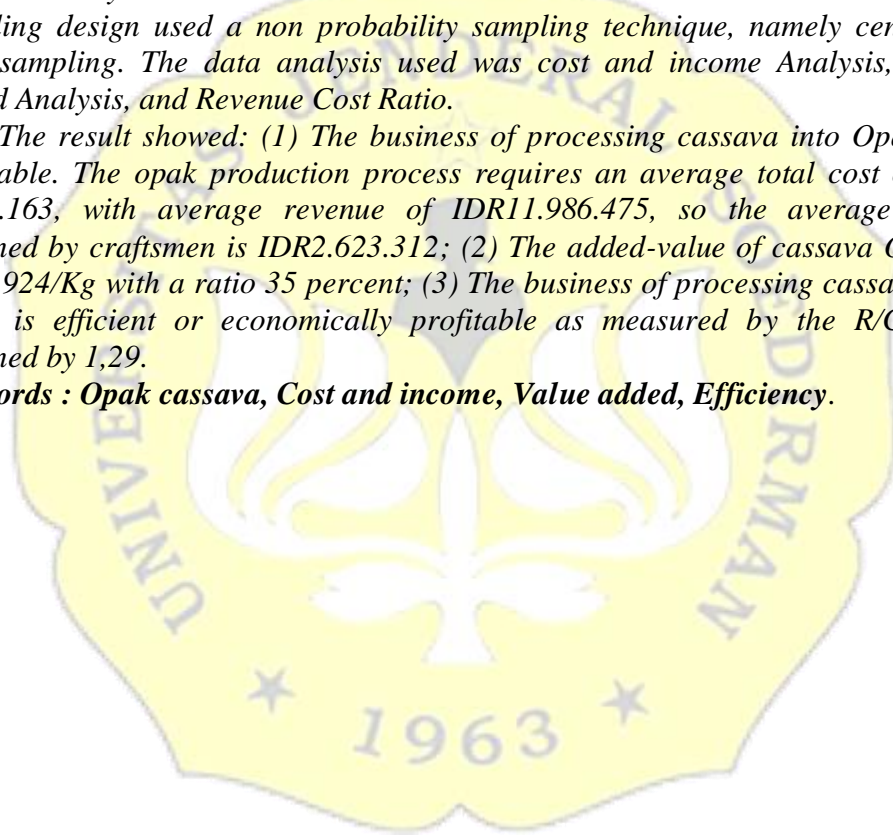 ling design used a non probability sampling technique, namely cen
sampling. The data analysis used was cost and income Analysis,
d Analysis, and Revenue Cost Ratio.
The result showed: (1) The business of processing cassava into Opa
able. The opak production process requires an average total cost
.163, with average revenue of IDR11.986.475, so the average
ned by craftsmen is IDR2.623.312; (2) The added-value of cassava
924/Kg with a ratio 35 percent; (3) The business of processing cassa
is efficient or economically profitable as measured by the R/C
ned by 1,29.
ords : Opak cassava, Cost and income, Value added, Efficiency.
UNIVERSITAS JENDERAL SOEDIRMAN
1963